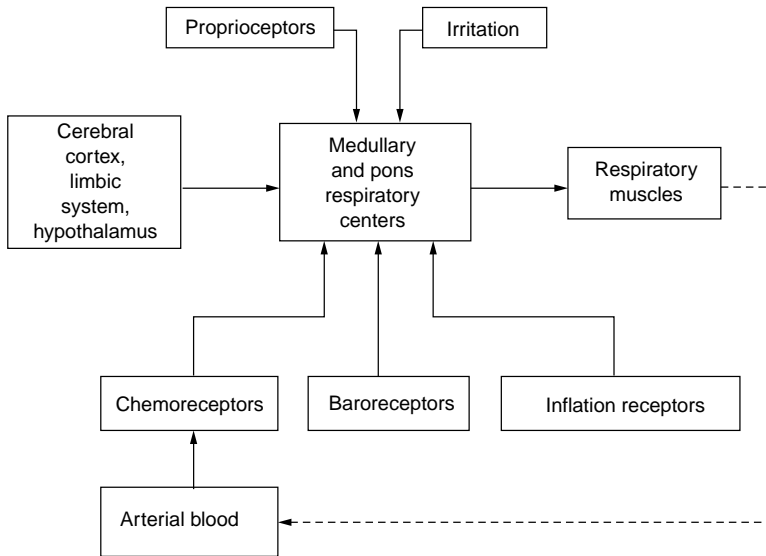 Proprioceptors
Irritation
Cerebral
cortex,
limbic
system,
hypothalamus
Medullary
and pons
respiratory
centers
Respiratory
muscles
Chemoreceptors
Baroreceptors
Inflation receptors
Arterial blood